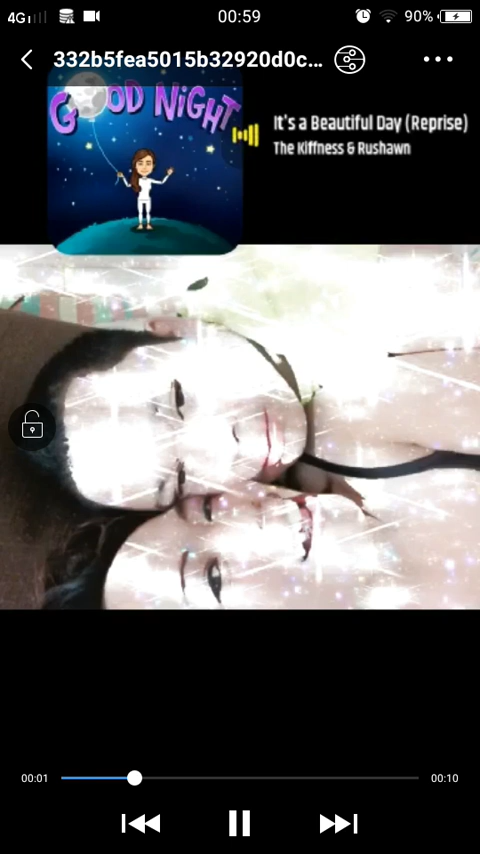 4G
00:59
90%
332b5fea5015b32920d0c...
GOOD NIGHT
It's a Beautiful Day (Reprise)
The Kiffness & Rushawn
00:01
00:10